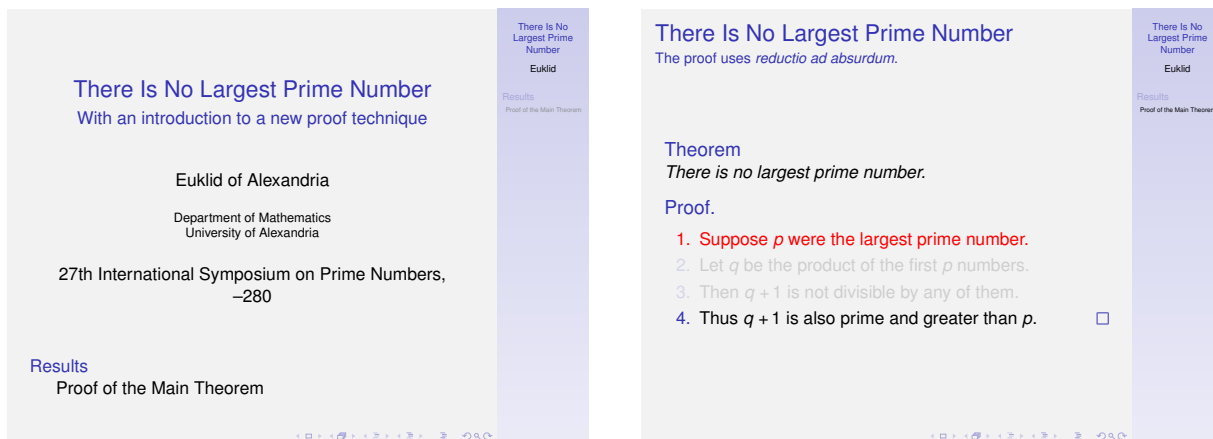 There Is No Largest Prime Number
With an introduction to a new proof technique
Euklid of Alexandria
Department of Mathematics
University of Alexandria
27th International Symposium on Prime Numbers,
–280
Results
Proof of the Main Theorem
There Is No
Largest Prime
Number
Euklid
Results
Proof of the Main Theorem
There Is No Largest Prime Number
The proof uses reductio ad absurdum.
Theorem
There is no largest prime number.
Proof.
1. Suppose p were the largest prime number.
2. Let q be the product of the first p numbers.
3. Then q + 1 is not divisible by any of them.
4. Thus q + 1 is also prime and greater than p. □
There Is No
Largest Prime
Number
Euklid
Results
Proof of the Main Theorem